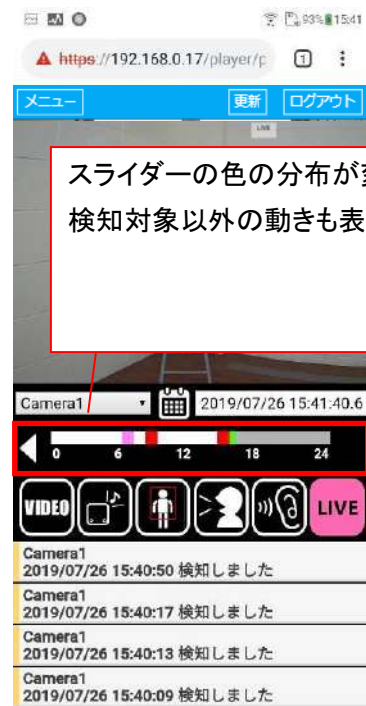 93% 15:41
https://192.168.0.17/player/p
1
メニュー 更新 ログアウト
LIVE
スライダーの色の分布が
検知対象以外の動きも表
Camera1 2019/07/26 15:41:40.6
0 6 12 18 24
VIDEO LIVE
Camera1
2019/07/26 15:40:50 検知しました
Camera1
2019/07/26 15:40:17 検知しました
Camera1
2019/07/26 15:40:13 検知しました
Camera1
2019/07/26 15:40:09 検知しました